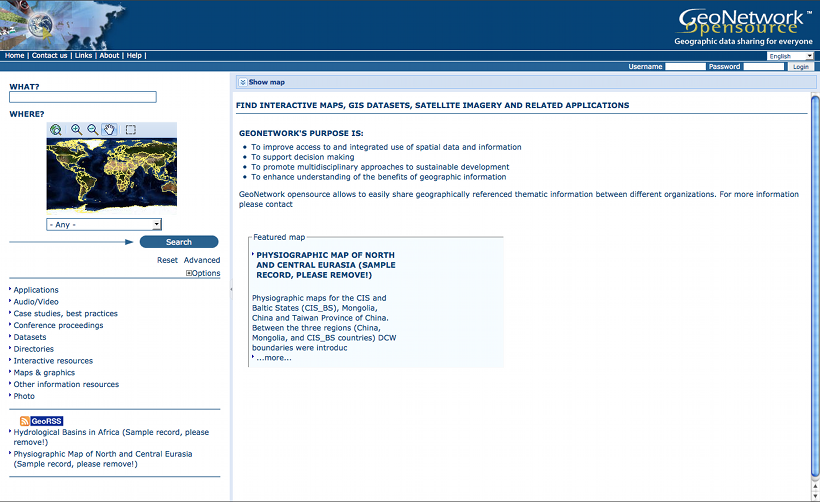 GeoNetwork™
Opensource
Geographic data sharing for everyone
Home | Contact us | Links | About | Help |
English
Username Password Login
WHAT?
WHERE?
- Any -
Search
Reset Advanced
Options
Applications
Audio/Video
Case studies, best practices
Conference proceedings
Datasets
Directories
Interactive resources
Maps & graphics
Other information resources
Photo
GeoRSS
Hydrological Basins in Africa (Sample record, please
remove!)
Physiographic Map of North and Central Eurasia
(Sample record, please remove!)
Show map
FIND INTERACTIVE MAPS, GIS DATASETS, SATELLITE IMAGERY AND RELATED APPLICATIONS
GEONETWORK'S PURPOSE IS:
To improve access to and integrated use of spatial data and information
To support decision making
To promote multidisciplinary approaches to sustainable development
To enhance understanding of the benefits of geographic information
GeoNetwork opensource allows to easily share geographically referenced thematic information between different organizations. For more information
please contact
Featured map
PHYSIOGRAPHIC MAP OF NORTH
AND CENTRAL EURASIA (SAMPLE
RECORD, PLEASE REMOVE!)
Physiographic maps for the CIS and
Baltic States (CIS_BS), Mongolia,
China and Taiwan Province of China.
Between the three regions (China,
Mongolia, and CIS_BS countries) DCW
boundaries were introduc
...more...